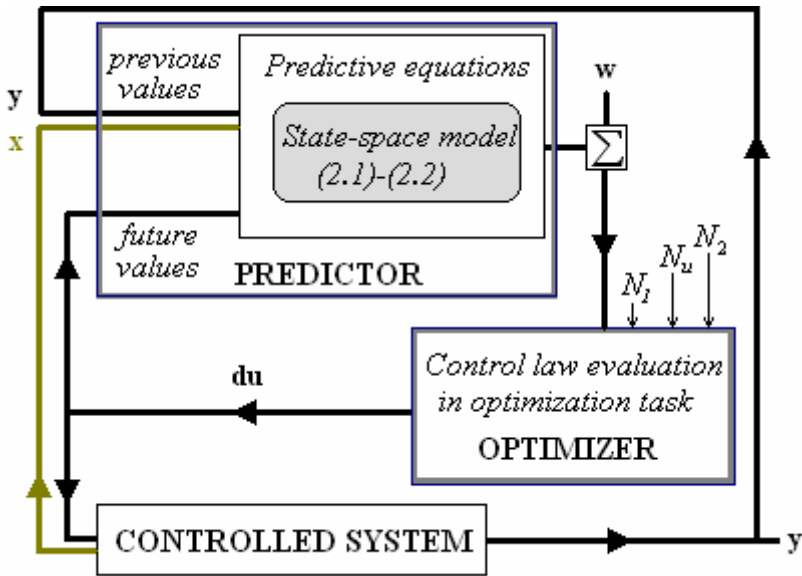 previous
values
Predictive equations
w
y
x
State-space model
(2.1)-(2.2)
Σ
future
values
PREDICTOR
N1
Nu
N2
du
Control law evaluation
in optimization task
OPTIMIZER
CONTROLLED SYSTEM
y